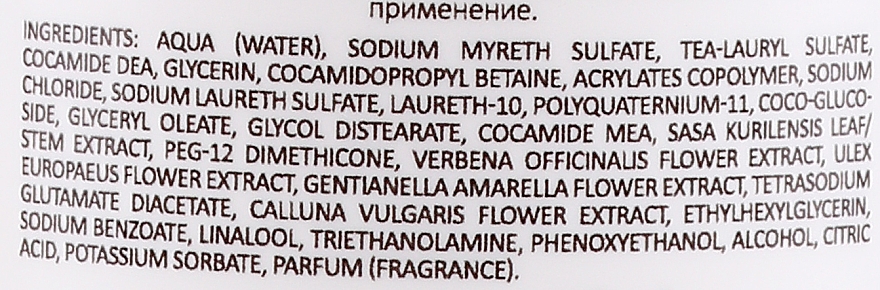 применение.
INGREDIENTS: AQUA (WATER), SODIUM MYRETH SULFATE, TEA-LAURYL SULFATE,
COCAMIDE DEA, GLYCERIN, COCAMIDOPROPYL BETAINE, ACRYLATES COPOLYMER, SODIUM
CHLORIDE, SODIUM LAURETH SULFATE, LAURETH-10, POLYQUATERNIUM-11, COCO-GLUCO-
SIDE, GLYCERYL OLEATE, GLYCOL DISTEARATE, COCAMIDE MEA, SASA KURILENSIS LEAF/
STEM EXTRACT, PEG-12 DIMETHICONE, VERBENA OFFICINALIS FLOWER EXTRACT, ULEX
EUROPAEUS FLOWER EXTRACT, GENTIANELLA AMARELLA FLOWER EXTRACT, TETRASODIUM
GLUTAMATE DIACETATE, CALLUNA VULGARIS FLOWER EXTRACT, ETHYLHEXYLGLYCERIN,
SODIUM BENZOATE, LINALOOL, TRIETHANOLAMINE, PHENOXYETHANOL, ALCOHOL, CITRIC
ACID, POTASSIUM SORBATE, PARFUM (FRAGRANCE).